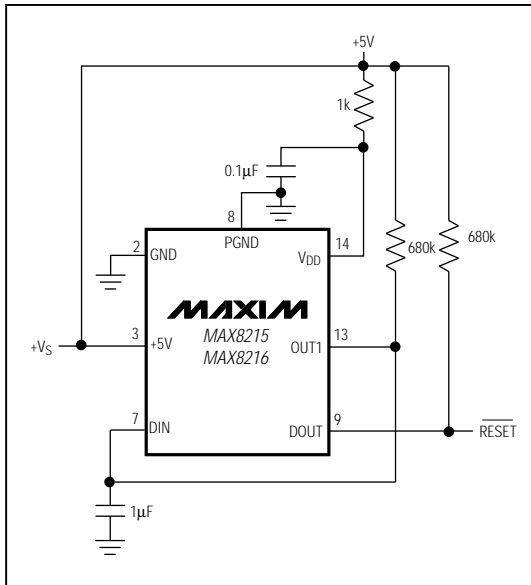 +5V
1k
0.1μF
8
PGND
2
GND
14
VDD
680k
680k
MAXIM
MAX8215
MAX8216
+VS
3
+5V
13
OUT1
7
DIN
9
DOUT
RESET
1μF